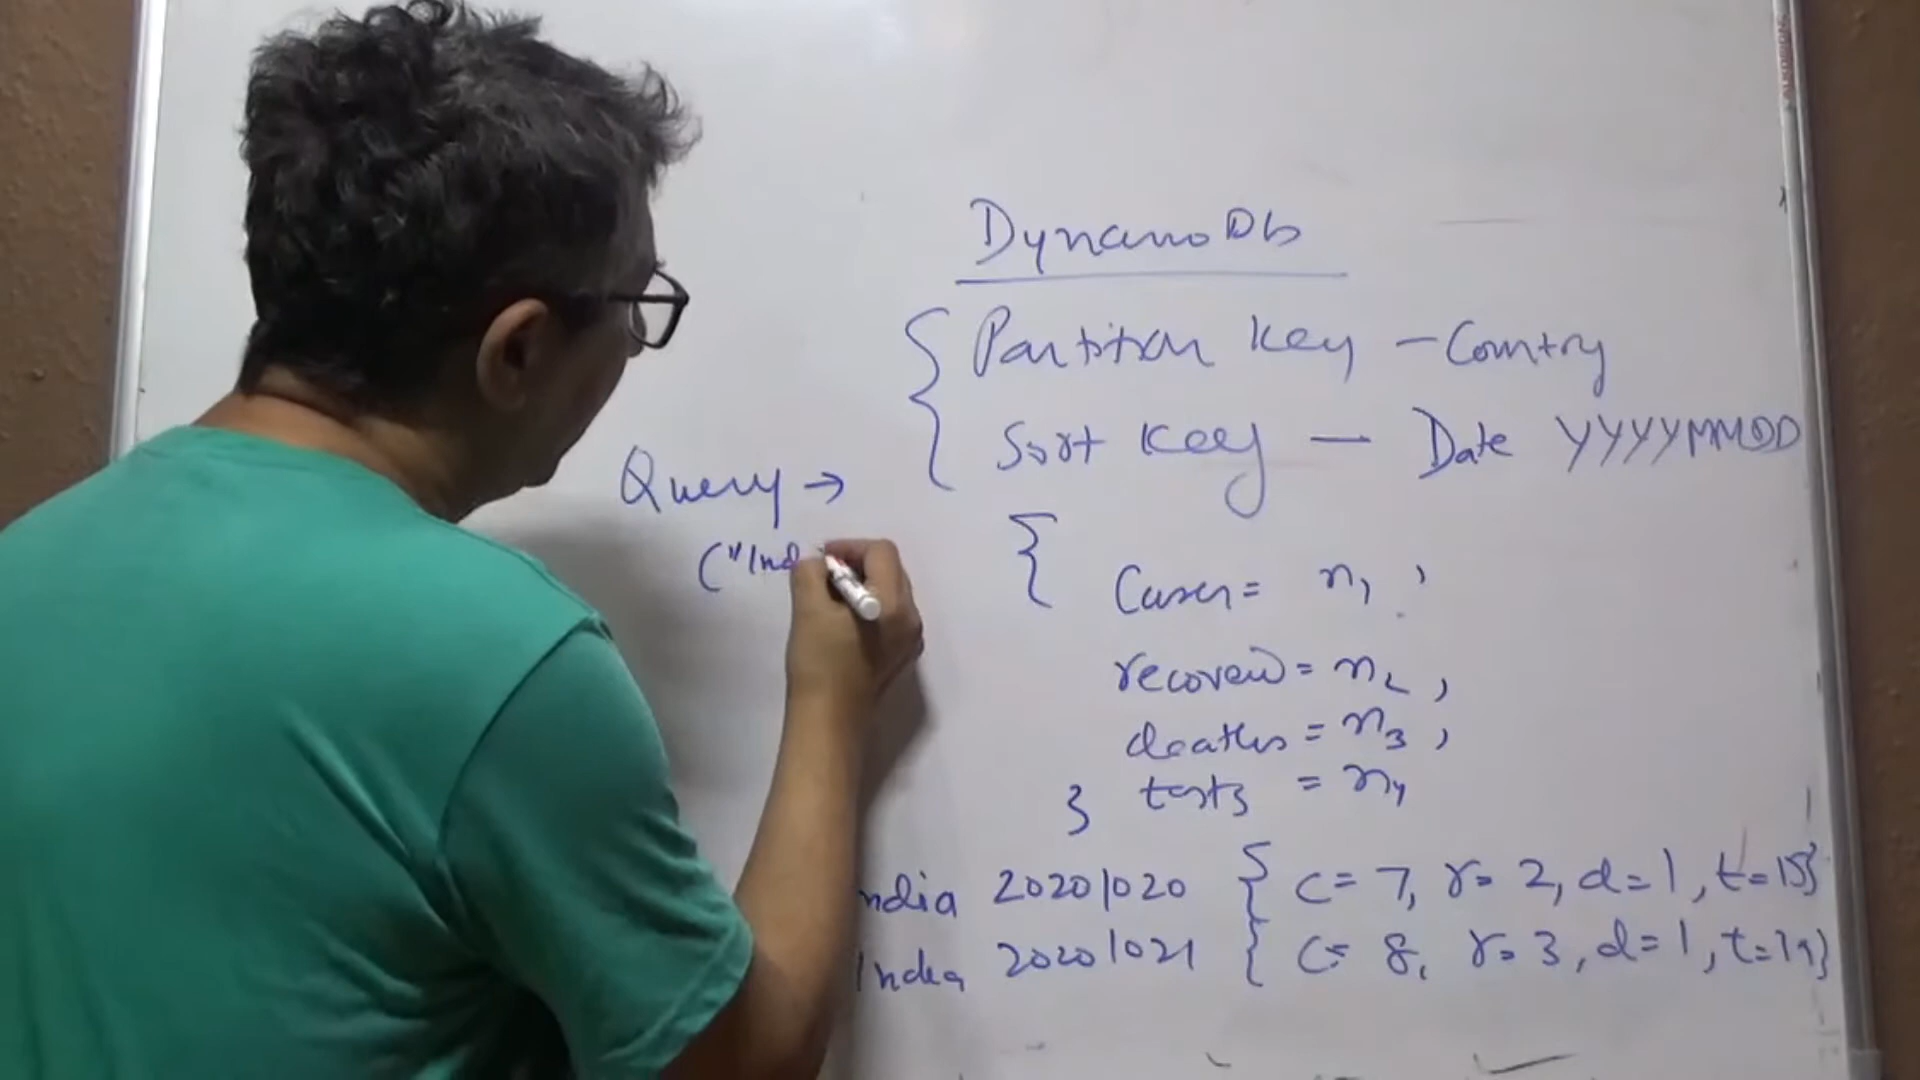 DynamoDb
{ Partition Key - Country
Sort Key - Date YYYYMMDD
Query →
("Ind
{
Cases = n1,
recovered = n2,
deaths = n3,
} tests = n4
ndia 20201020 { c= 7, r= 2, d=1, t=15}
India 20201021 { c= 8, r= 3, d=1, t=19}